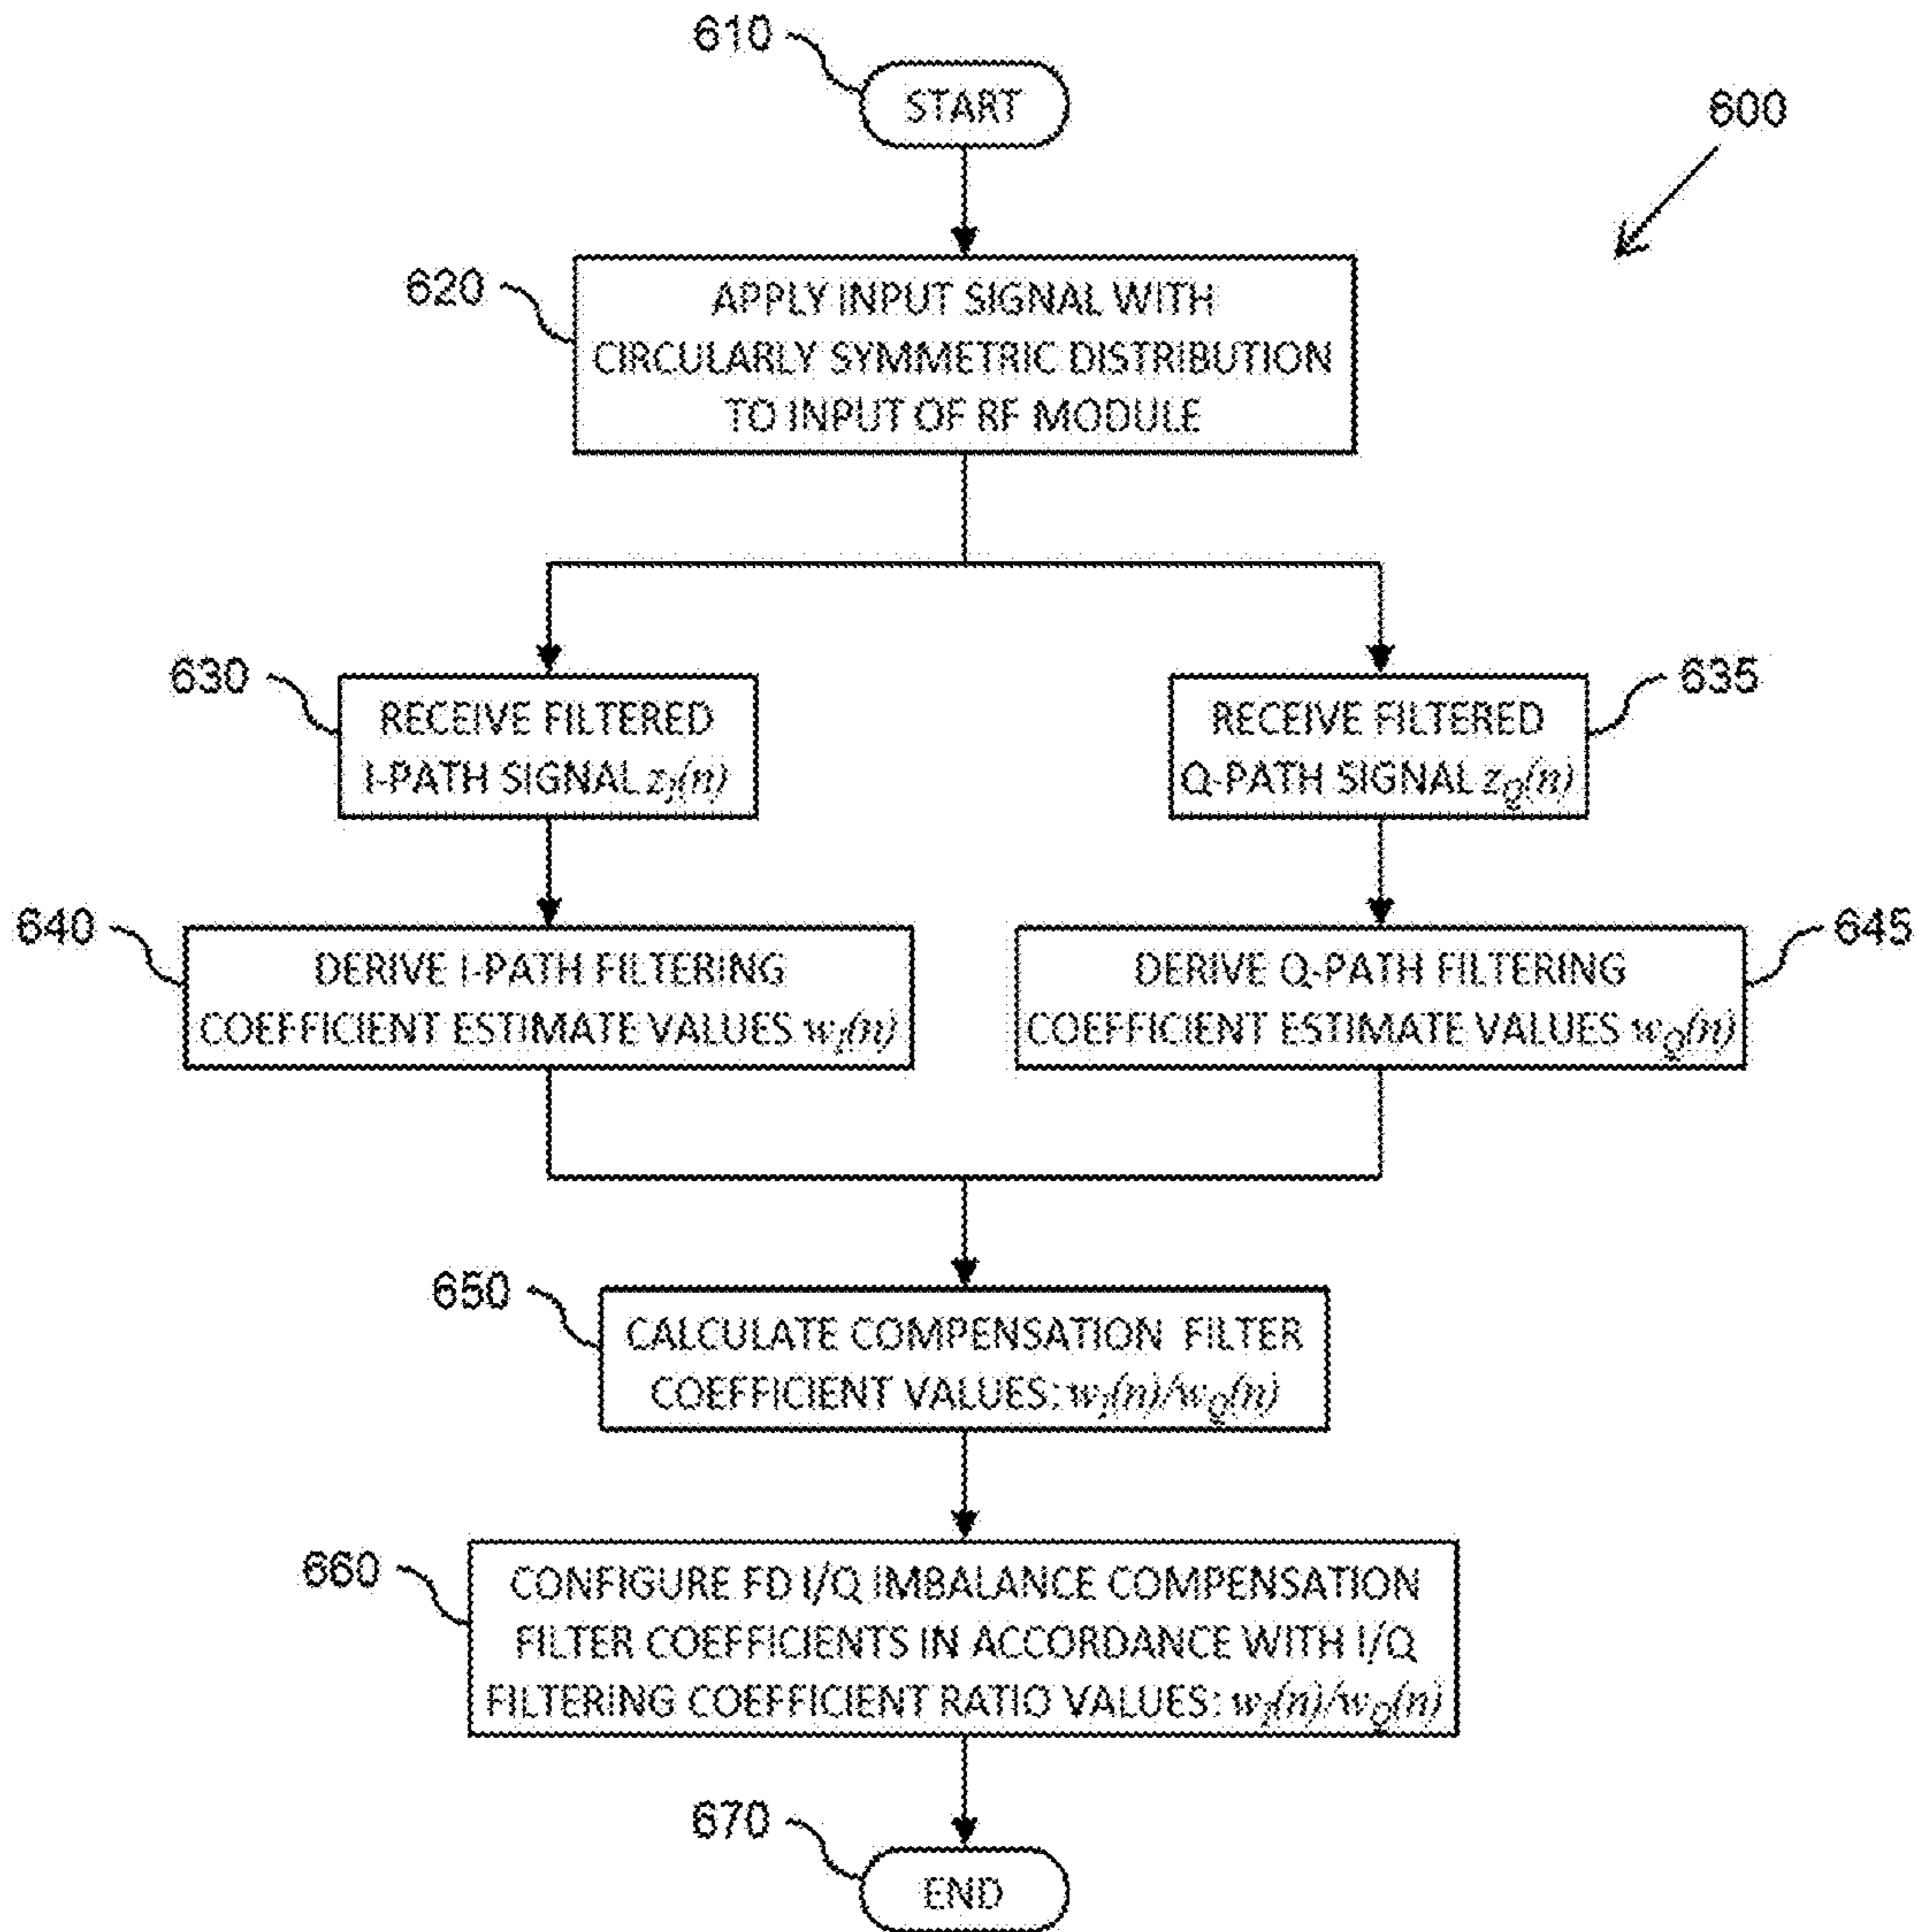 610
START
600
620
APPLY INPUT SIGNAL WITH
CIRCULARLY SYMMETRIC DISTRIBUTION
TO INPUT OF RF MODULE
630
RECEIVE FILTERED
I-PATH SIGNAL z_I(n)
RECEIVE FILTERED
Q-PATH SIGNAL z_Q(n)
635
640
DERIVE I-PATH FILTERING
COEFFICIENT ESTIMATE VALUES w_I(n)
DERIVE Q-PATH FILTERING
COEFFICIENT ESTIMATE VALUES w_Q(n)
645
650
CALCULATE COMPENSATION FILTER
COEFFICIENT VALUES: w_I(n)/w_Q(n)
660
CONFIGURE FD I/Q IMBALANCE COMPENSATION
FILTER COEFFICIENTS IN ACCORDANCE WITH I/Q
FILTERING COEFFICIENT RATIO VALUES: w_I(n)/w_Q(n)
670
END